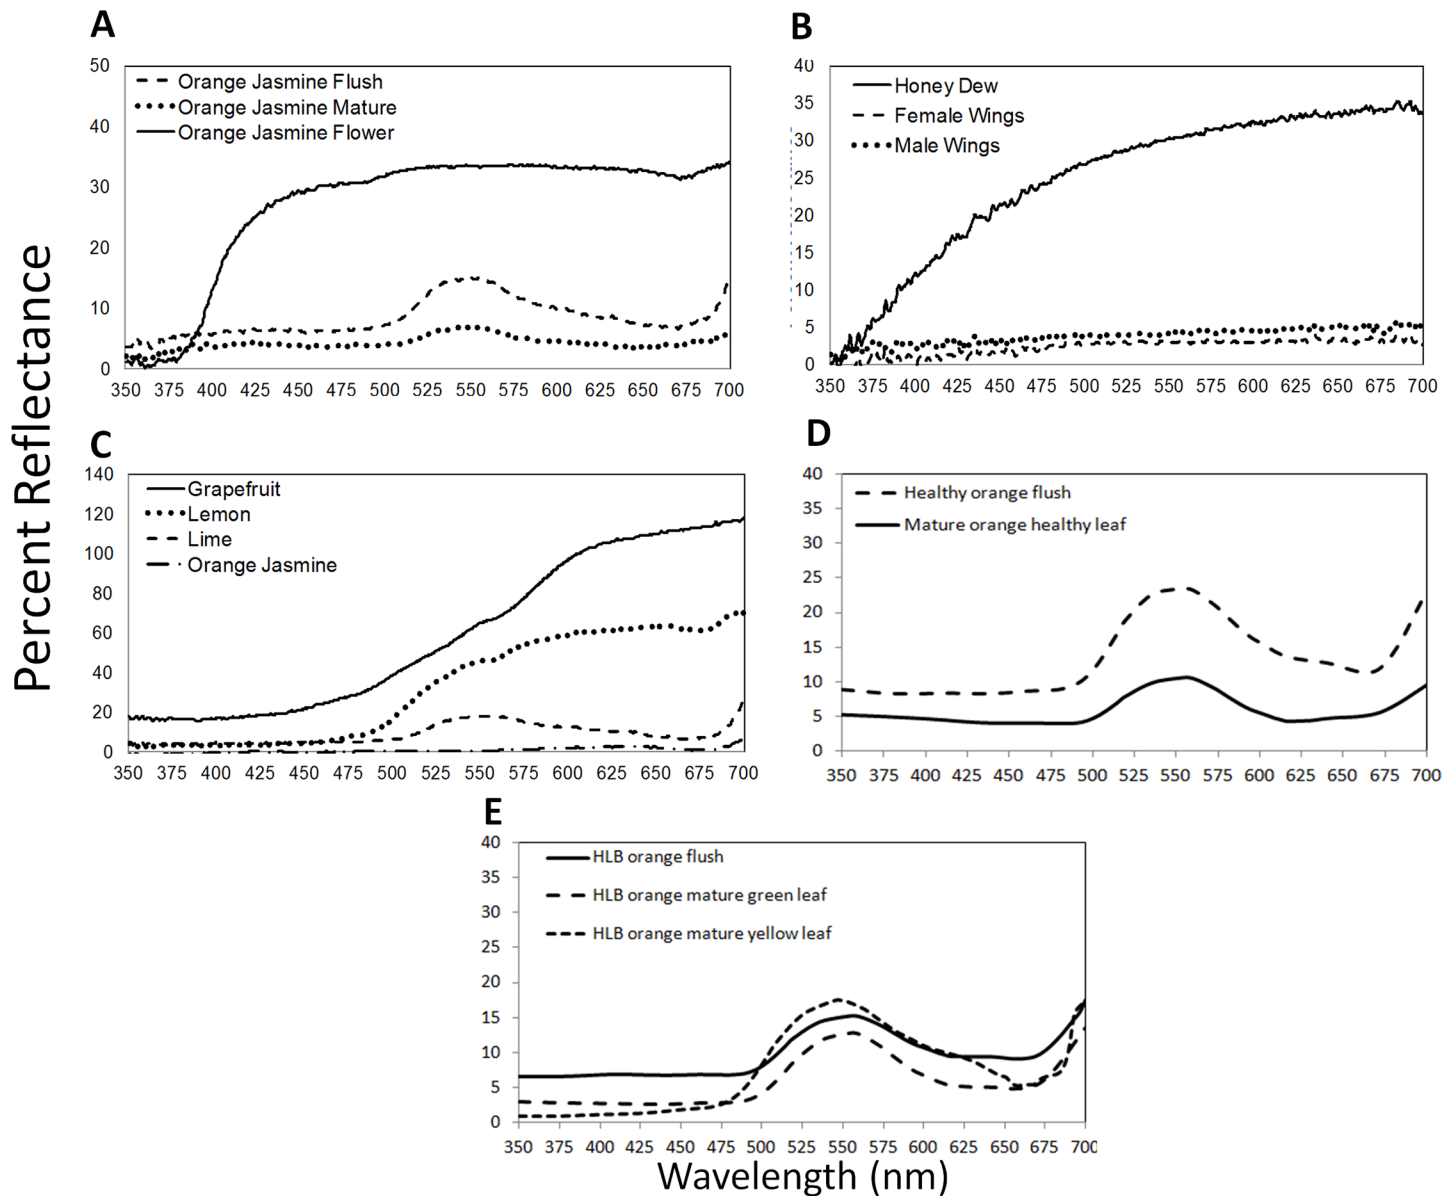 A
50
40
30
20
10
0
Orange Jasmine Flush
Orange Jasmine Mature
Orange Jasmine Flower
350 375 400 425 450 475 500 525 550 575 600 625 650 675 700
B
40
35
30
25
20
15
10
5
0
Honey Dew
Female Wings
Male Wings
350 375 400 425 450 475 500 525 550 575 600 625 650 675 700
Percent Reflectance
C
140
120
100
80
60
40
20
0
Grapefruit
Lemon
Lime
Orange Jasmine
350 375 400 425 450 475 500 525 550 575 600 625 650 675 700
D
40
35
30
25
20
15
10
5
0
Healthy orange flush
Mature orange healthy leaf
350 375 400 425 450 475 500 525 550 575 600 625 650 675 700
E
40
35
30
25
20
15
10
5
0
HLB orange flush
HLB orange mature green leaf
HLB orange mature yellow leaf
350 375 400 425 450 475 500 525 550 575 600 625 650 675 700
Wavelength (nm)